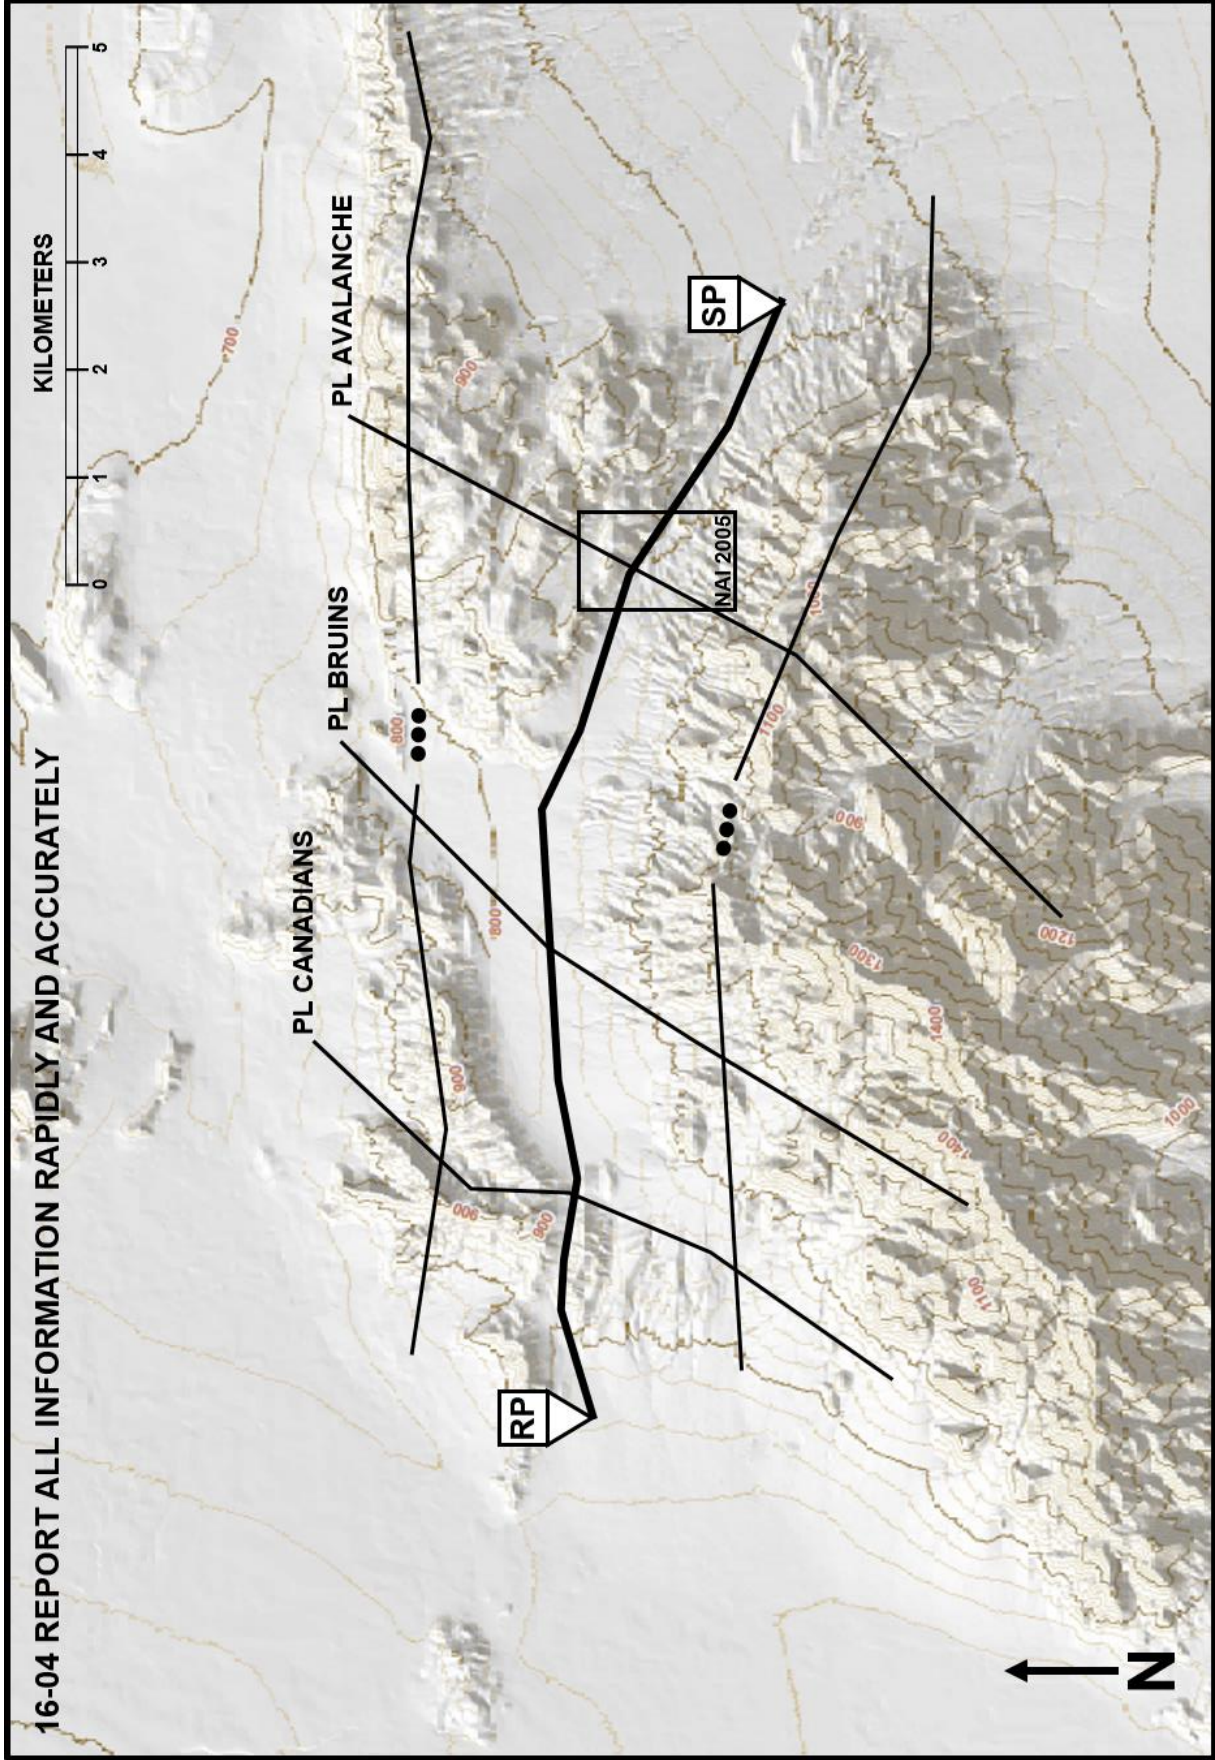 16-04 REPORT ALL INFORMATION RAPIDLY AND ACCURATELY
KILOMETERS
0 1 2 3 4 5
PL CANADIANS
PL BRUINS
PL AVALANCHE
700
800
900
800
900
900
900
RP
SP
NAI 2005
1100
900
1300
1200
1400
1400
1100
1000
N